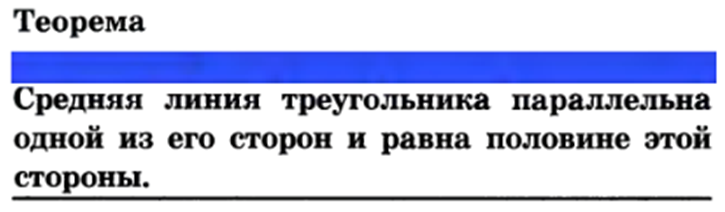 Теорема
Средняя линия треугольника параллельна
одной из его сторон и равна половине этой
стороны.